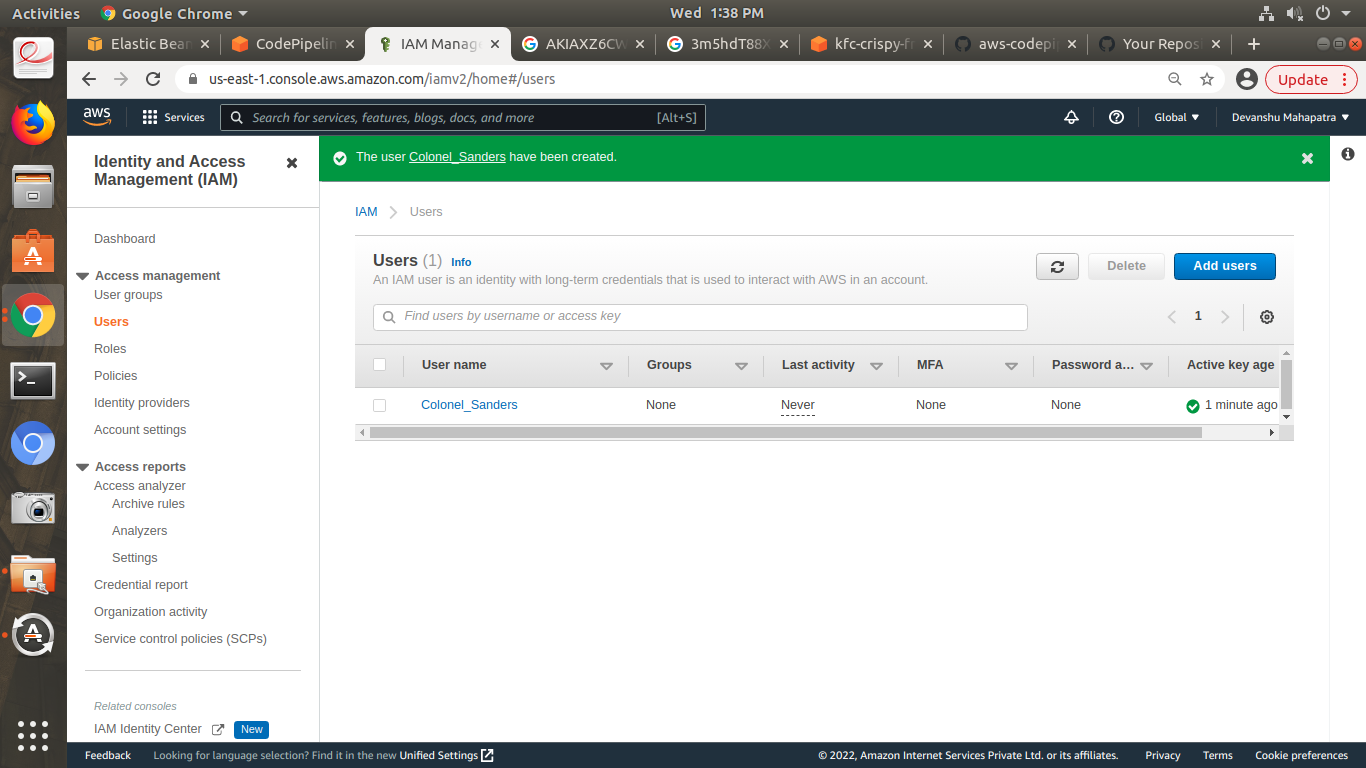 Activities Google Chrome Wed 1:38 PM
Elastic Bean CodePipelin IAM Manag AKIAXZ6CW 3m5hdT88X kfc-crispy-fr aws-codepip Your Reposi
us-east-1.console.aws.amazon.com/iamv2/home#/users Update
aws Services Search for services, features, blogs, docs, and more [Alt+S] Global Devanshu Mahapatra
Identity and Access
Management (IAM)
The user Colonel_Sanders have been created.
IAM Users
Dashboard
Access management
User groups
Users
Roles
Policies
Identity providers
Account settings
Access reports
Access analyzer
Archive rules
Analyzers
Settings
Credential report
Organization activity
Service control policies (SCPs)
Related consoles
IAM Identity Center New
Users (1) Info
An IAM user is an identity with long-term credentials that is used to interact with AWS in an account.
Delete Add users
Find users by username or access key
1
User name Groups Last activity MFA Password a... Active key age
Colonel_Sanders None Never None None 1 minute ago
Feedback Looking for language selection? Find it in the new Unified Settings © 2022, Amazon Internet Services Private Ltd. or its affiliates. Privacy Terms Cookie preferences